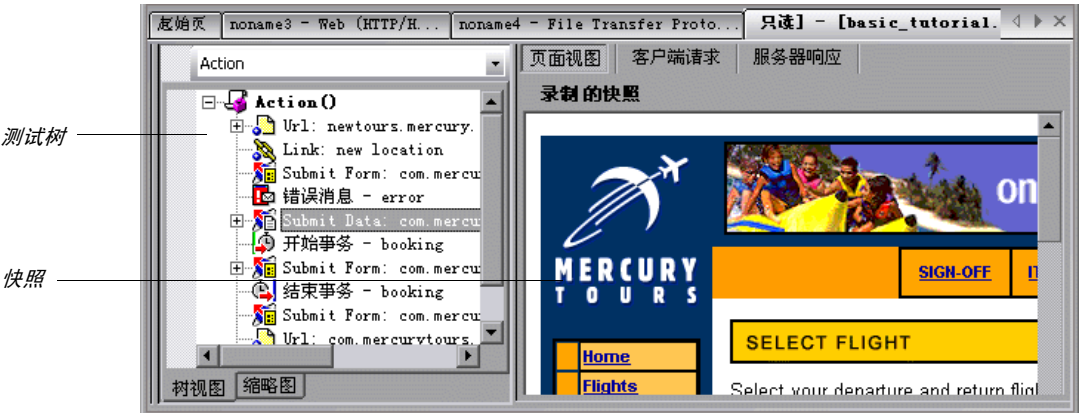 起始页
noname3 - Web (HTTP/H...
noname4 - File Transfer Proto...
只读] - [basic_tutorial.
Action
页面视图
客户端请求
服务器响应
录制的快照
测试树
快照
Action()
Url: newtours.mercury.
Link: new location
Submit Form: com.mercu
错误消息 - error
Submit Data: com.mercu
开始事务 - booking
Submit Form: com.mercu
结束事务 - booking
Submit Form: com.mercu
Url: com.mercurytours.
树视图
缩略图
on
MERCURY
TOURS
SIGN-OFF
IT
SELECT FLIGHT
Home
Flights
Select your departure and return fligh